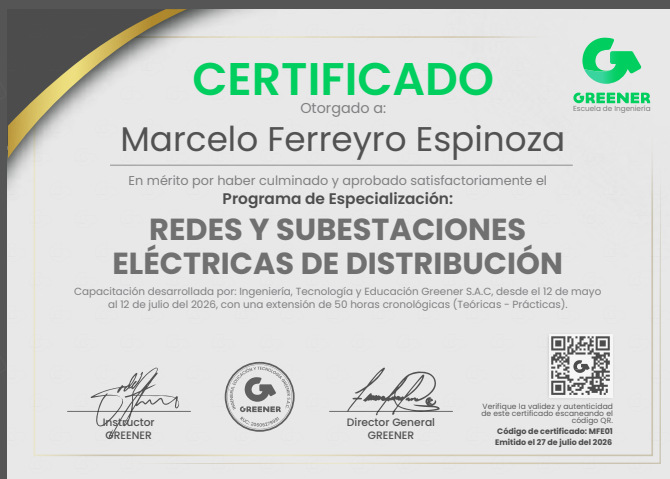 CERTIFICADO
Otorgado a:
GREENER
Escuela de Ingeniería
Marcelo Ferreyro Espinoza
En mérito por haber culminado y aprobado satisfactoriamente el
Programa de Especialización:
REDES Y SUBESTACIONES
ELÉCTRICAS DE DISTRIBUCIÓN
Capacitación desarrollada por: Ingeniería, Tecnología y Educación Greener S.A.C, desde el 12 de mayo
al 12 de julio del 2026, con una extensión de 50 horas cronológicas (Teóricas - Prácticas).
Instructor
GREENER
GREENER
Director General
GREENER
Verifique la validez y autenticidad
de este certificado escaneando el
código QR.
Código de certificado: MFE01
Emitido el 27 de julio del 2026